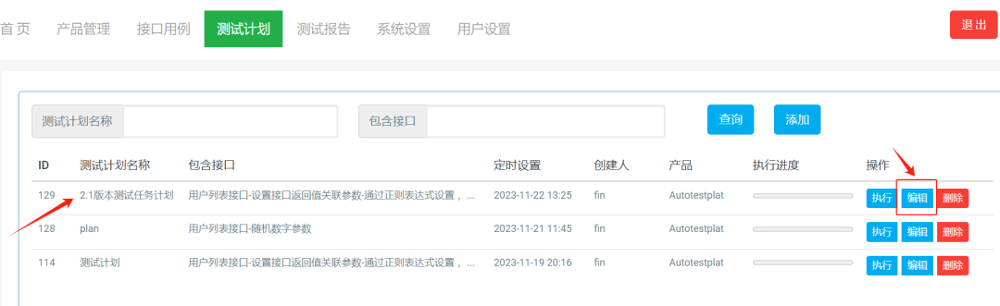 首 页 产品管理 接口用例 测试计划 测试报告 系统设置 用户设置 退 出
测试计划名称 包含接口 查询 添加
ID 测试计划名称 包含接口 定时设置 创建人 产品 执行进度 操作
129 2.1版本测试任务计划 用户列表接口-设置接口返回值关联参数-通过正则表达式设置， ... 2023-11-22 13:25 fin Autotestplat 执行 编辑 删除
128 plan 用户列表接口-随机数字参数 2023-11-21 11:45 fin Autotestplat 执行 编辑 删除
114 测试计划 用户列表接口-设置接口返回值关联参数-通过正则表达式设置， ... 2023-11-19 20:16 fin Autotestplat 执行 编辑 删除